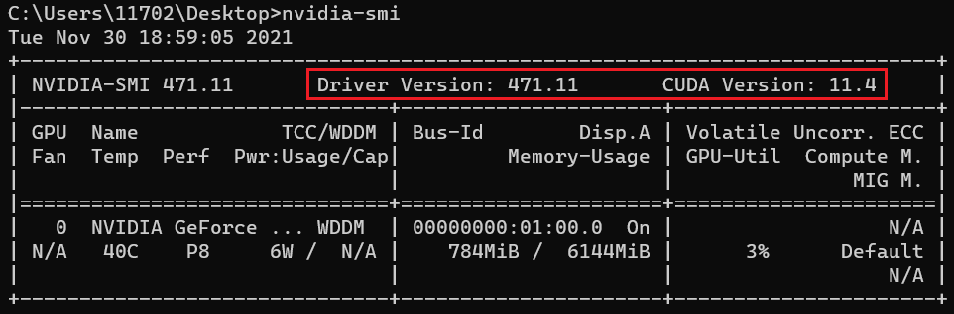 C:\Users\11702\Desktop>nvidia-smi
Tue Nov 30 18:59:05 2021
+-----------------------------------------------------------------------------+
| NVIDIA-SMI 471.11       Driver Version: 471.11       CUDA Version: 11.4     |
|-------------------------------+----------------------+----------------------+
| GPU  Name            TCC/WDDM | Bus-Id        Disp.A | Volatile Uncorr. ECC |
| Fan  Temp  Perf  Pwr:Usage/Cap|         Memory-Usage | GPU-Util  Compute M. |
|                               |                      |               MIG M. |
|===============================+======================+======================|
|   0  NVIDIA GeForce ... WDDM  | 00000000:01:00.0  On |                  N/A |
| N/A   40C    P8     6W /  N/A |    784MiB /  6144MiB |      3%      Default |
|                               |                      |                  N/A |
+-------------------------------+----------------------+----------------------+